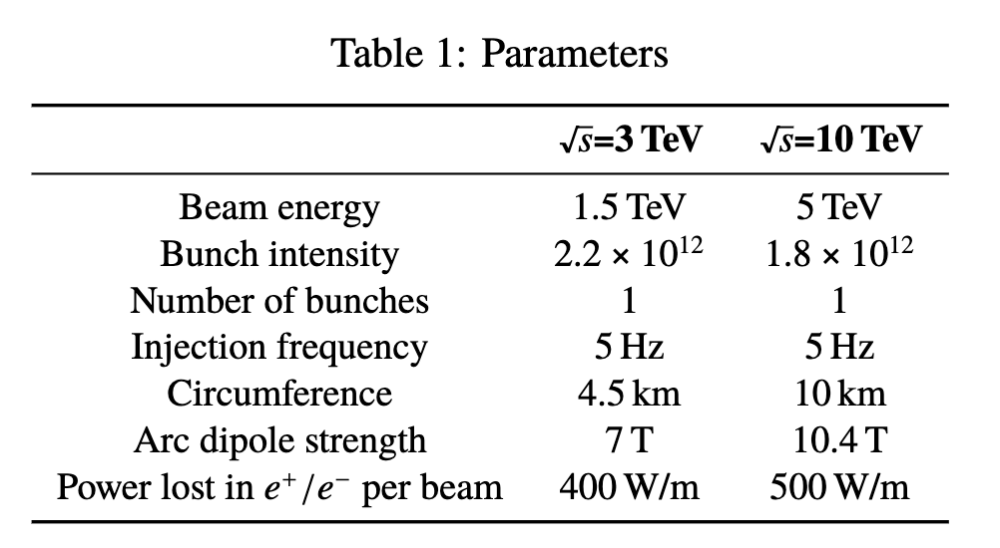 Table 1: Parameters
√s=3 TeV √s=10 TeV
Beam energy 1.5 TeV 5 TeV
Bunch intensity 2.2 × 10¹² 1.8 × 10¹²
Number of bunches 1 1
Injection frequency 5 Hz 5 Hz
Circumference 4.5 km 10 km
Arc dipole strength 7 T 10.4 T
Power lost in e⁺/e⁻ per beam 400 W/m 500 W/m